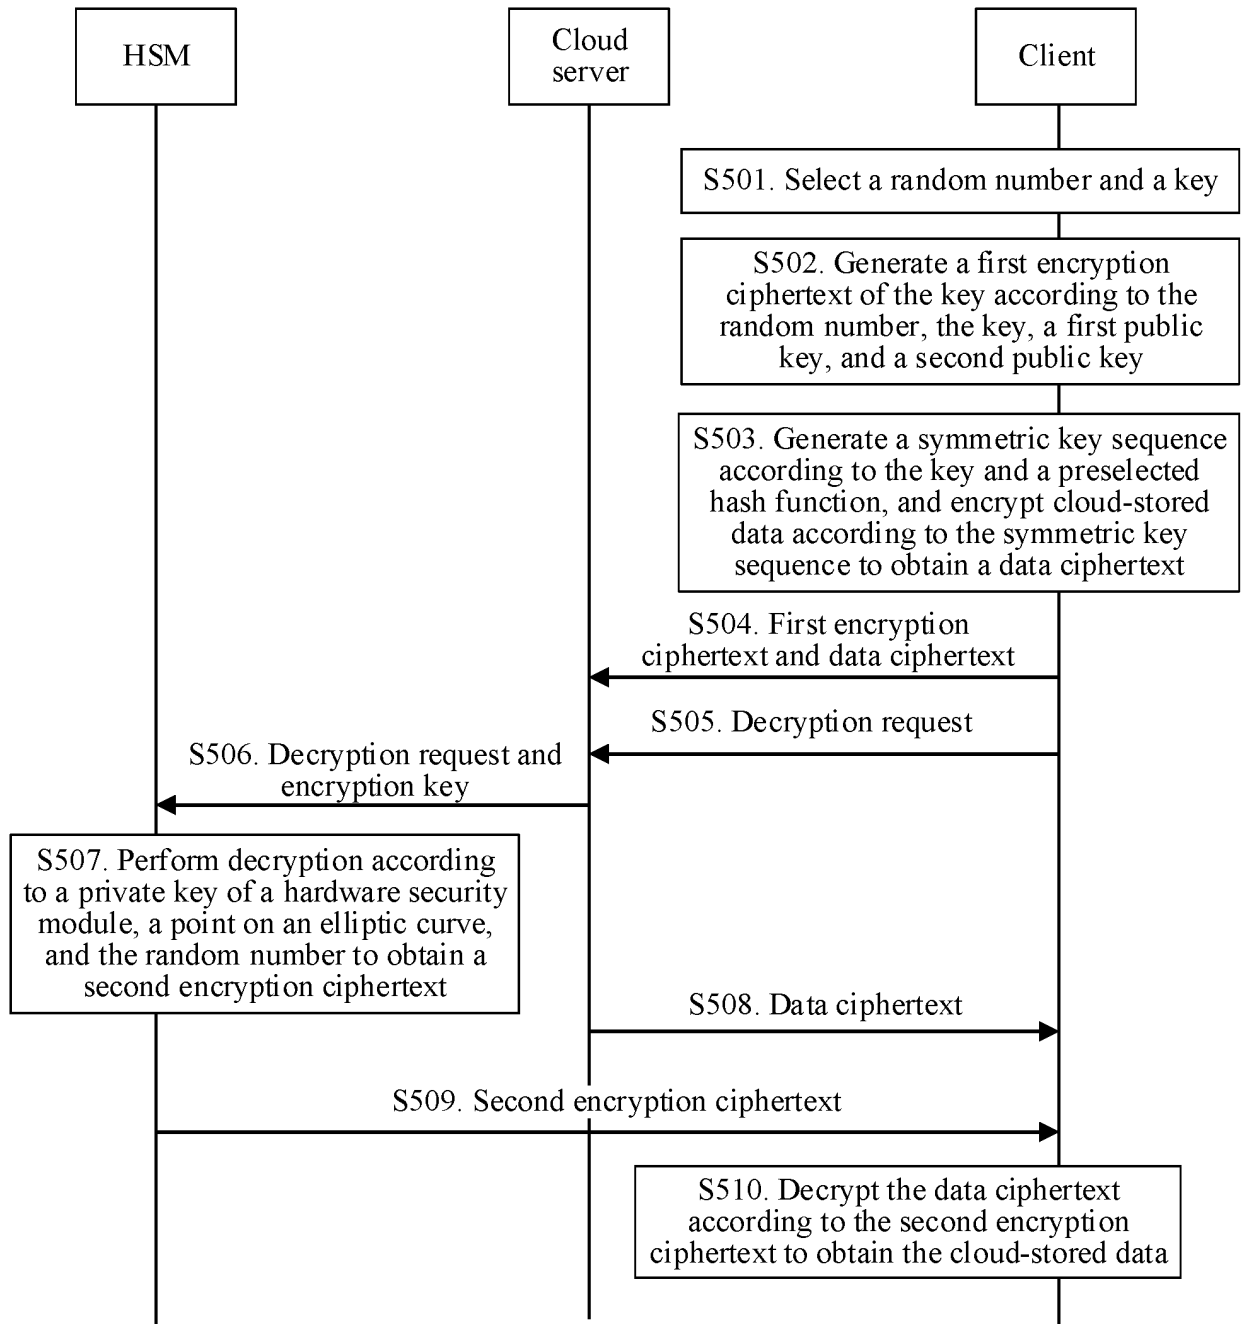 HSM
Cloud
server
Client
S501. Select a random number and a key
S502. Generate a first encryption
ciphertext of the key according to the
random number, the key, a first public
key, and a second public key
S503. Generate a symmetric key sequence
according to the key and a preselected
hash function, and encrypt cloud-stored
data according to the symmetric key
sequence to obtain a data ciphertext
S504. First encryption
ciphertext and data ciphertext
S505. Decryption request
S506. Decryption request and
encryption key
S507. Perform decryption according
to a private key of a hardware security
module, a point on an elliptic curve,
and the random number to obtain a
second encryption ciphertext
S508. Data ciphertext
S509. Second encryption ciphertext
S510. Decrypt the data ciphertext
according to the second encryption
ciphertext to obtain the cloud-stored data